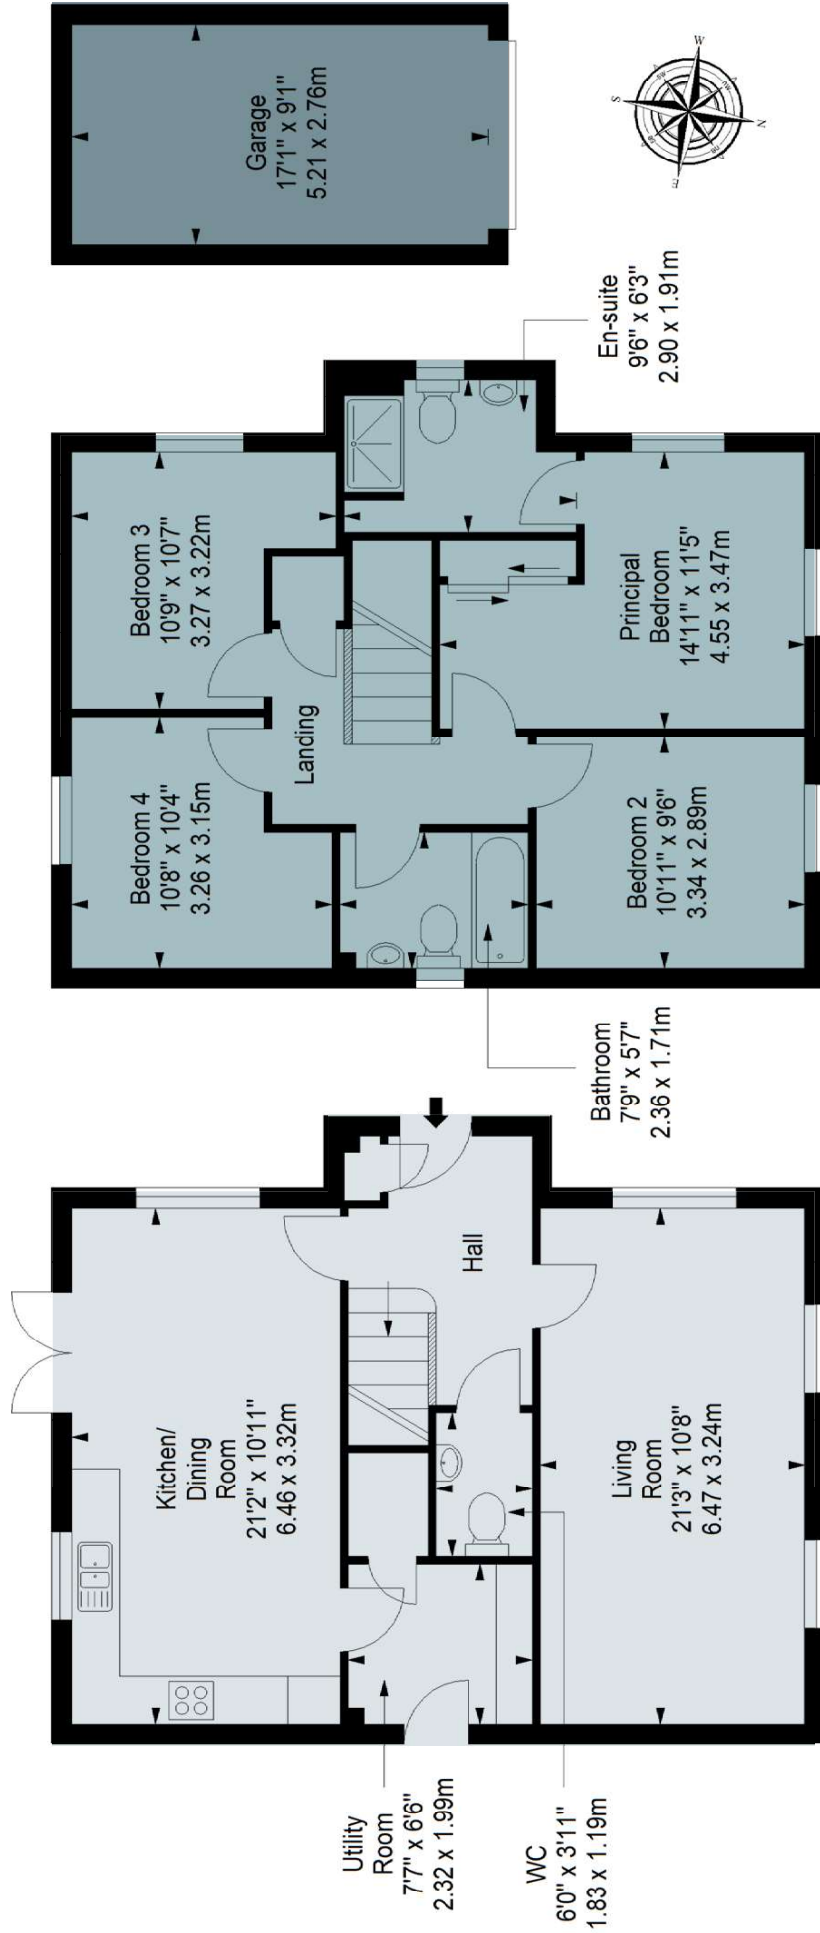 Kitchen/
Dining
Room
21'2" x 10'11"
6.46 x 3.32m
Utility
Room
7'7" x 6'6"
2.32 x 1.99m
WC
6'0" x 3'11"
1.83 x 1.19m
Hall
Living
Room
21'3" x 10'8"
6.47 x 3.24m
Bedroom 4
10'8" x 10'4"
3.26 x 3.15m
Bedroom 3
10'9" x 10'7"
3.27 x 3.22m
Landing
Bathroom
7'9" x 5'7"
2.36 x 1.71m
Bedroom 2
10'11" x 9'6"
3.34 x 2.89m
Principal
Bedroom
14'11" x 11'5"
4.55 x 3.47m
En-suite
9'6" x 6'3"
2.90 x 1.91m
Garage
17'1" x 9'1"
5.21 x 2.76m
S
W
N
E
SW